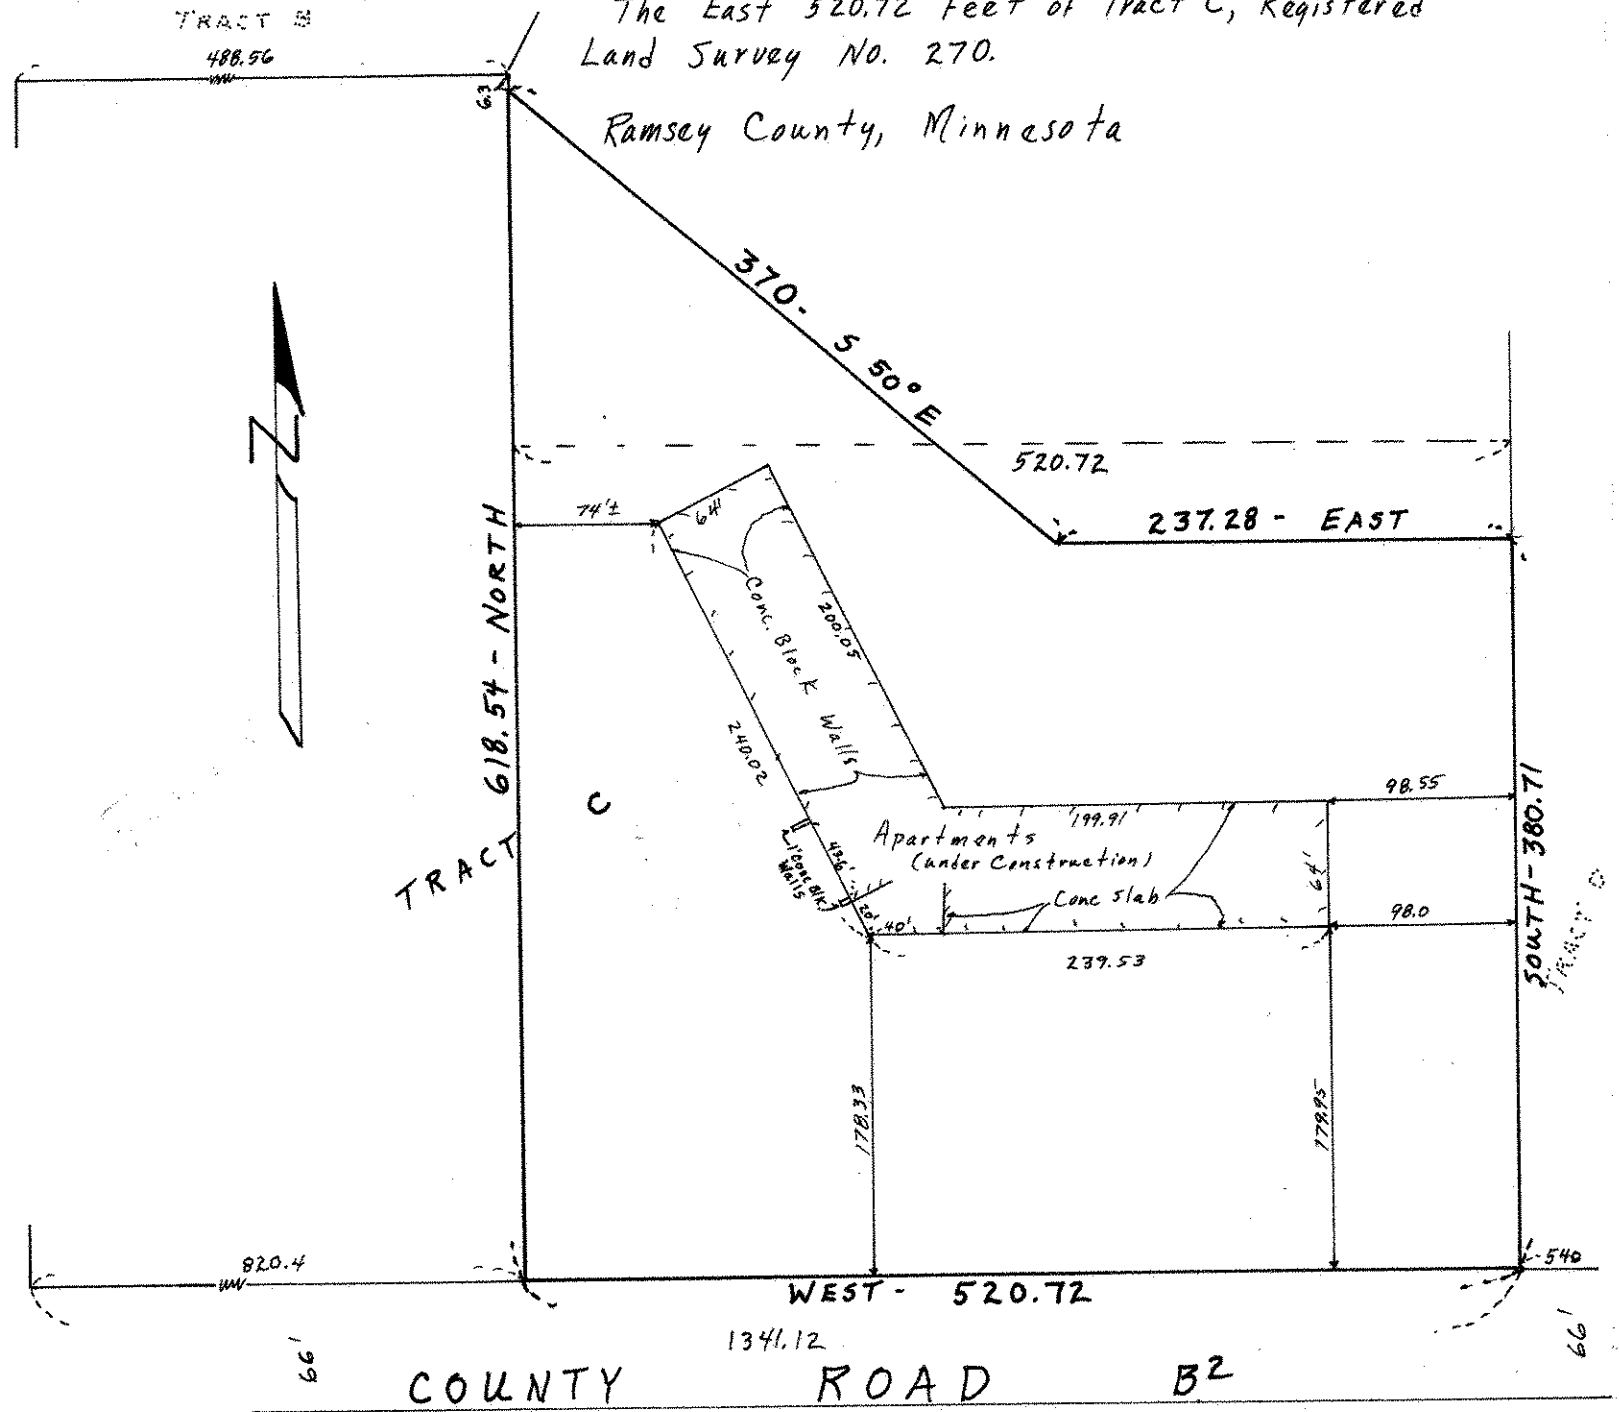 TRACT B
488.56
The East 520.72 Feet of Tract C, Registered
Land Survey No. 270.
Ramsey County, Minnesota
63
370- S 50° E
N
520.72
74'±
64'
237.28 - EAST
618.54 - NORTH
Conc. Block Walls
200.05
240.02
98.55
C
TRACT
199.91
Apartments
(under Construction)
1' Conc Blk
Walls
43.6'
20'
40'
Conc Slab
64'
98.0
SOUTH - 380.71
239.53
178.33
179.95
820.4
540
WEST - 520.72
1341.12
66'
66'
COUNTY ROAD B2